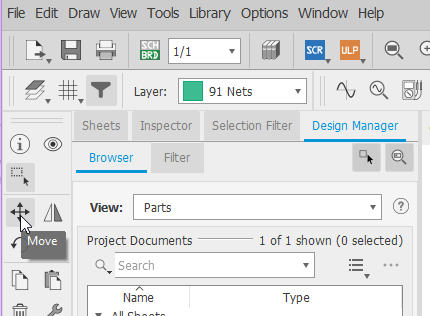 File Edit Draw View Tools Library Options Window Help
SCH
BRD
1/1
SCR
ULP
Layer: 91 Nets
Sheets Inspector Selection Filter Design Manager
Browser Filter
View: Parts
Move
Project Documents 1 of 1 shown (0 selected)
Search
Name Type
All Sheets